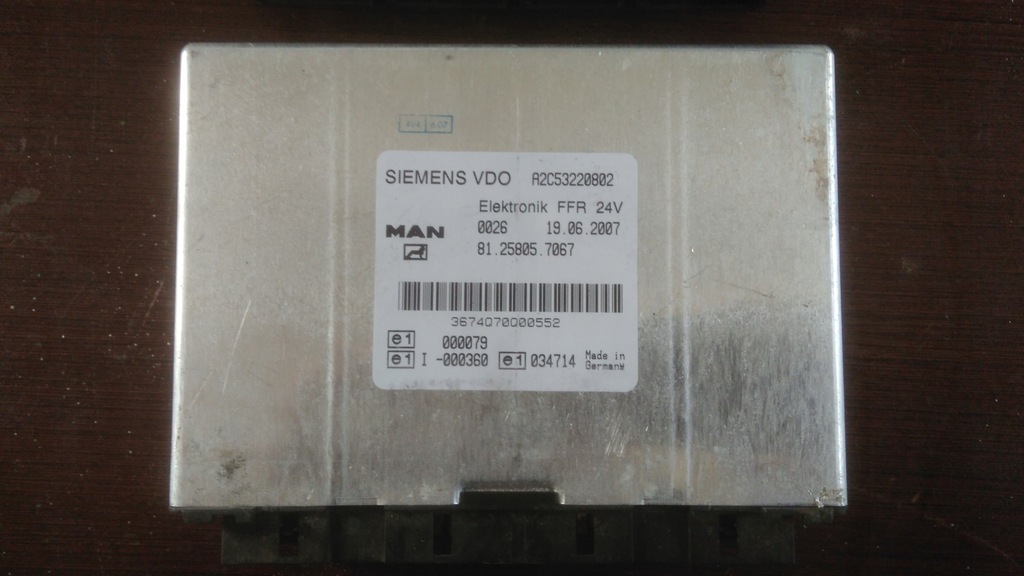 SIEMENS VDO A2C53220802
Elektronik FFR 24V
MAN 0026 19.06.2007
81.25805.7067
3674Q70Q00552
e1 000079
e1 I -000360 e1 034714 Made in
Germany